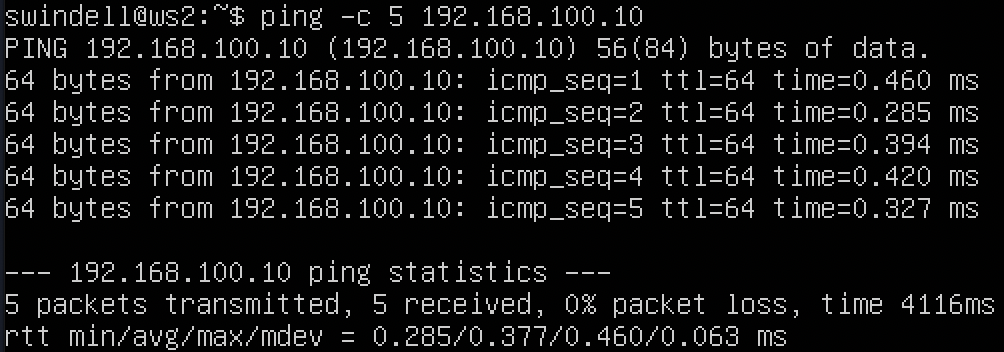 swindell@ws2:~$ ping -c 5 192.168.100.10
PING 192.168.100.10 (192.168.100.10) 56(84) bytes of data.
64 bytes from 192.168.100.10: icmp_seq=1 ttl=64 time=0.460 ms
64 bytes from 192.168.100.10: icmp_seq=2 ttl=64 time=0.285 ms
64 bytes from 192.168.100.10: icmp_seq=3 ttl=64 time=0.394 ms
64 bytes from 192.168.100.10: icmp_seq=4 ttl=64 time=0.420 ms
64 bytes from 192.168.100.10: icmp_seq=5 ttl=64 time=0.327 ms

--- 192.168.100.10 ping statistics ---
5 packets transmitted, 5 received, 0% packet loss, time 4116ms
rtt min/avg/max/mdev = 0.285/0.377/0.460/0.063 ms